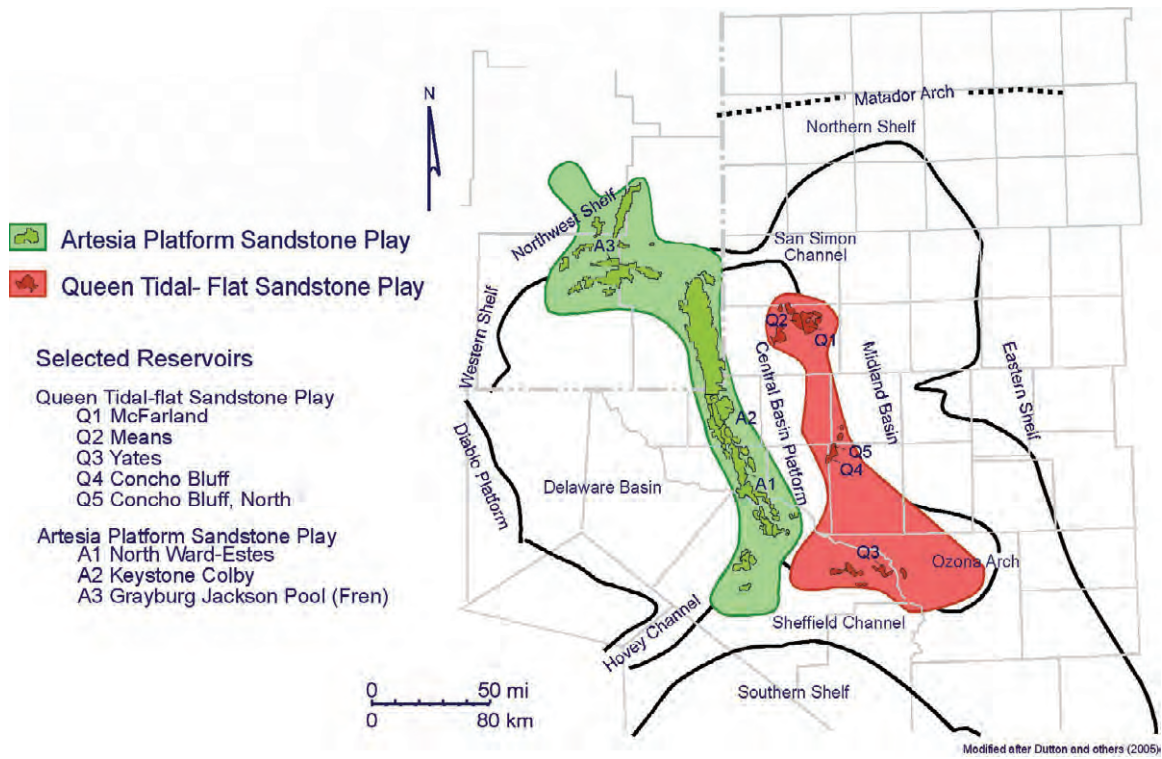 N
Matador Arch
Northern Shelf
Northwest Shelf
A3
San Simon
Channel
Artesia Platform Sandstone Play
Queen Tidal- Flat Sandstone Play
Q2
Q1
Western Shelf
Central Basin Platform
Midland Basin
Eastern Shelf
Selected Reservoirs
Queen Tidal-flat Sandstone Play
Q1 McFarland
Q2 Means
Q3 Yates
Q4 Concho Bluff
Q5 Concho Bluff, North
Artesia Platform Sandstone Play
A1 North Ward-Estes
A2 Keystone Colby
A3 Grayburg Jackson Pool (Fren)
A2
Q5
Q4
Diablo Platform
Delaware Basin
A1
Q3
Ozona Arch
Hovey Channel
Sheffield Channel
Southern Shelf
0 50 mi
0 80 km
Modified after Dutton and others (2005)